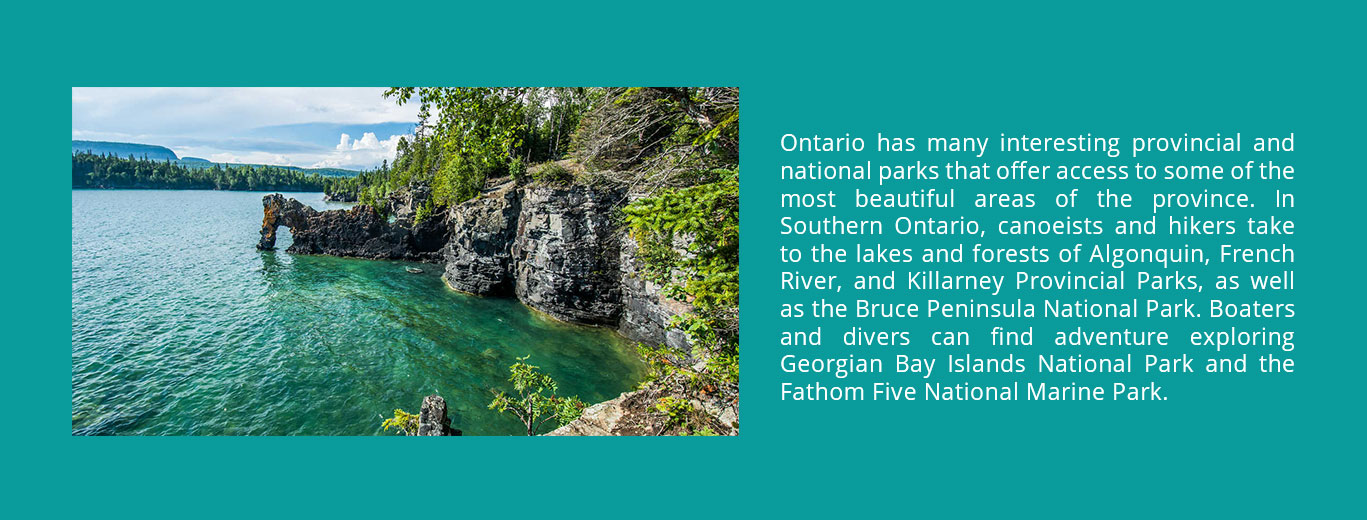 Ontario has many interesting provincial and
national parks that offer access to some of the
most beautiful areas of the province. In
Southern Ontario, canoeists and hikers take
to the lakes and forests of Algonquin, French
River, and Killarney Provincial Parks, as well
as the Bruce Peninsula National Park. Boaters
and divers can find adventure exploring
Georgian Bay Islands National Park and the
Fathom Five National Marine Park.